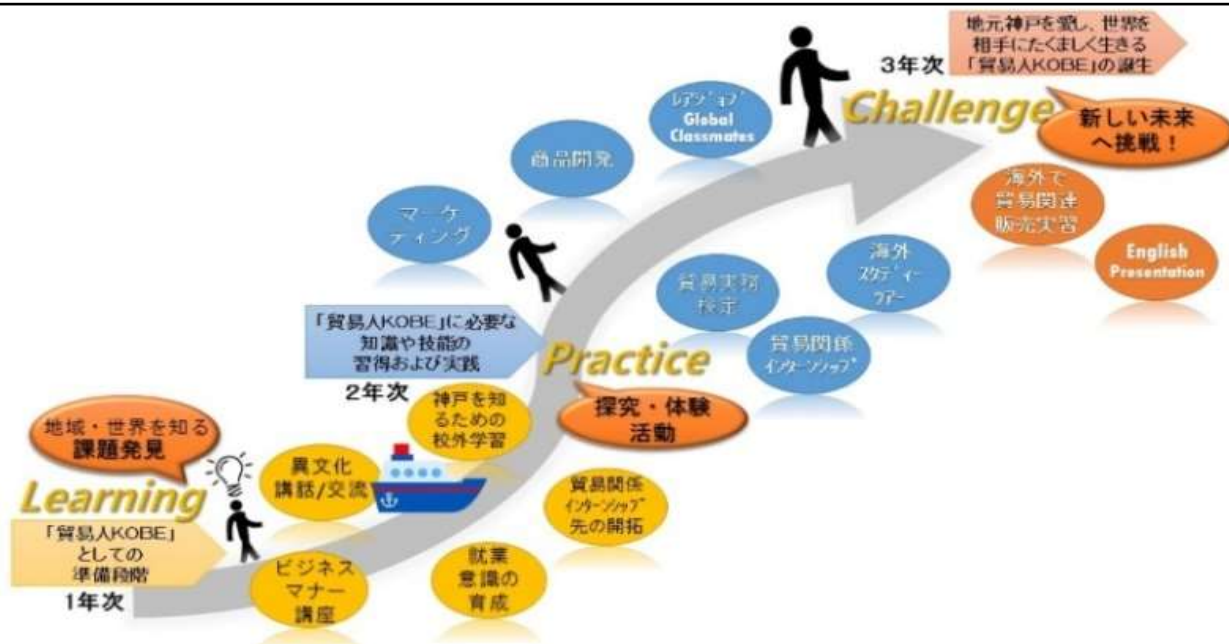 地元神戸を愛し、世界を
相手にたくましく生きる
「貿易人KOBE」の誕生
3年次
Challenge
新しい未来
へ挑戦！
Global
Classmates
商品開発
マーケ
ティング
海外で
貿易関連
販売実習
English
Presentation
海外
ｽﾀﾃﾞｨｰ
ﾂｱｰ
貿易実務
検定
貿易関係
ｲﾝﾀｰﾝｼｯﾌﾟ
「貿易人KOBE」に必要な
知識や技能の
習得および実践
2年次
Practice
探究・体験
活動
神戸を知
るための
校外学習
地域・世界を知る
課題発見
Learning
異文化
講話/交流
貿易関係
ｲﾝﾀｰﾝｼｯﾌﾟ
先の開拓
「貿易人KOBE」
としての
準備段階
1年次
ビジネス
マナー
講座
就業
意識の
育成